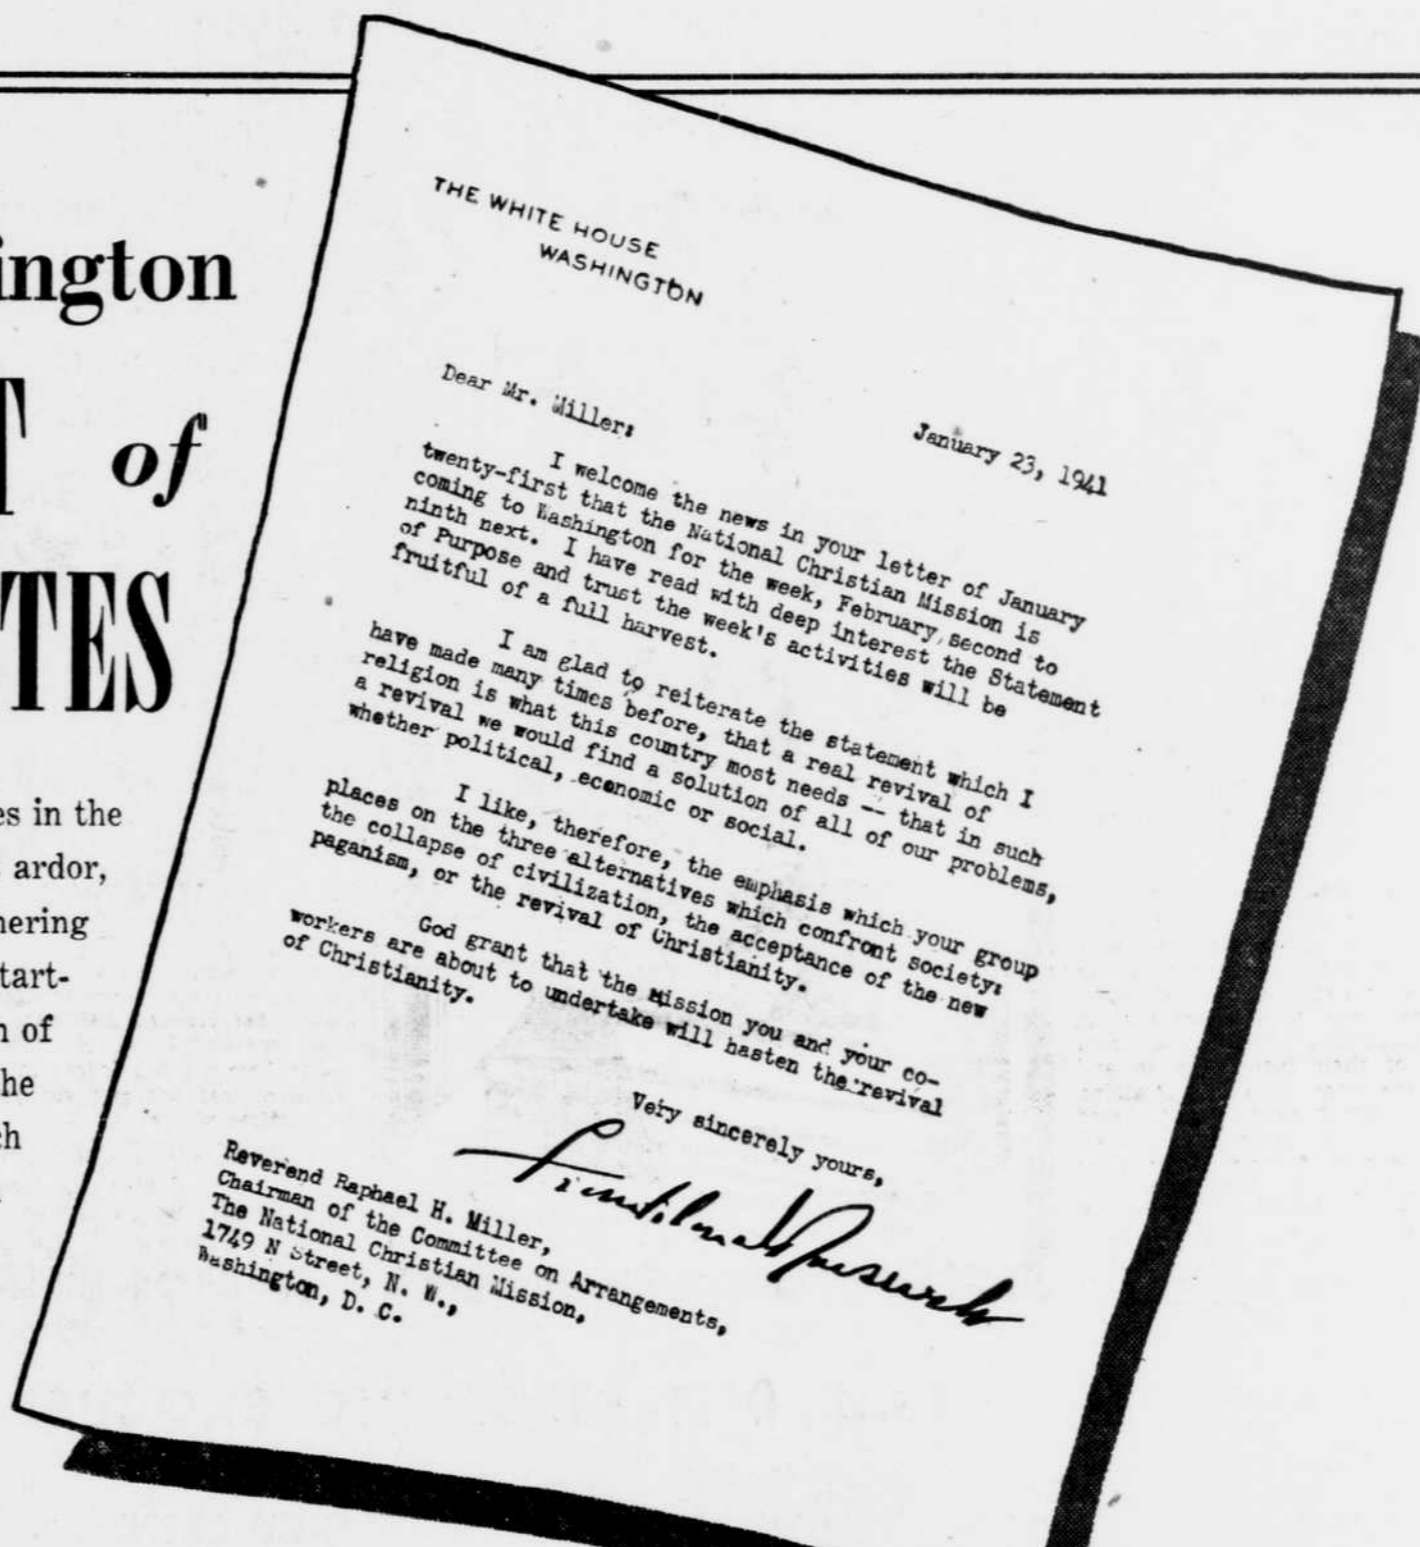 ington
T of
TES
es in the
ardor,
hering
tart-
n of
he
ch
THE WHITE HOUSE
WASHINGTON
January 23, 1941
Dear Mr. Miller:
I welcome the news in your letter of January
twenty-first that the National Christian Mission is
coming to Washington for the week, February second to
ninth next. I have read with deep interest the Statement
of Purpose and trust the week's activities will be
fruitful of a full harvest.
I am glad to reiterate the statement which I
have made many times before, that a real revival of
religion is what this country most needs -- that in such
a revival we would find a solution of all of our problems,
whether political, economic or social.
I like, therefore, the emphasis which your group
places on the three alternatives which confront society:
the collapse of civilization, the acceptance of the new
paganism, or the revival of Christianity.
God grant that the Mission you and your co-
workers are about to undertake will hasten the revival
of Christianity.
Very sincerely yours,
Franklin D Roosevelt
Reverend Raphael H. Miller,
Chairman of the Committee on Arrangements,
The National Christian Mission,
1749 N Street, N. W.,
Washington, D. C.